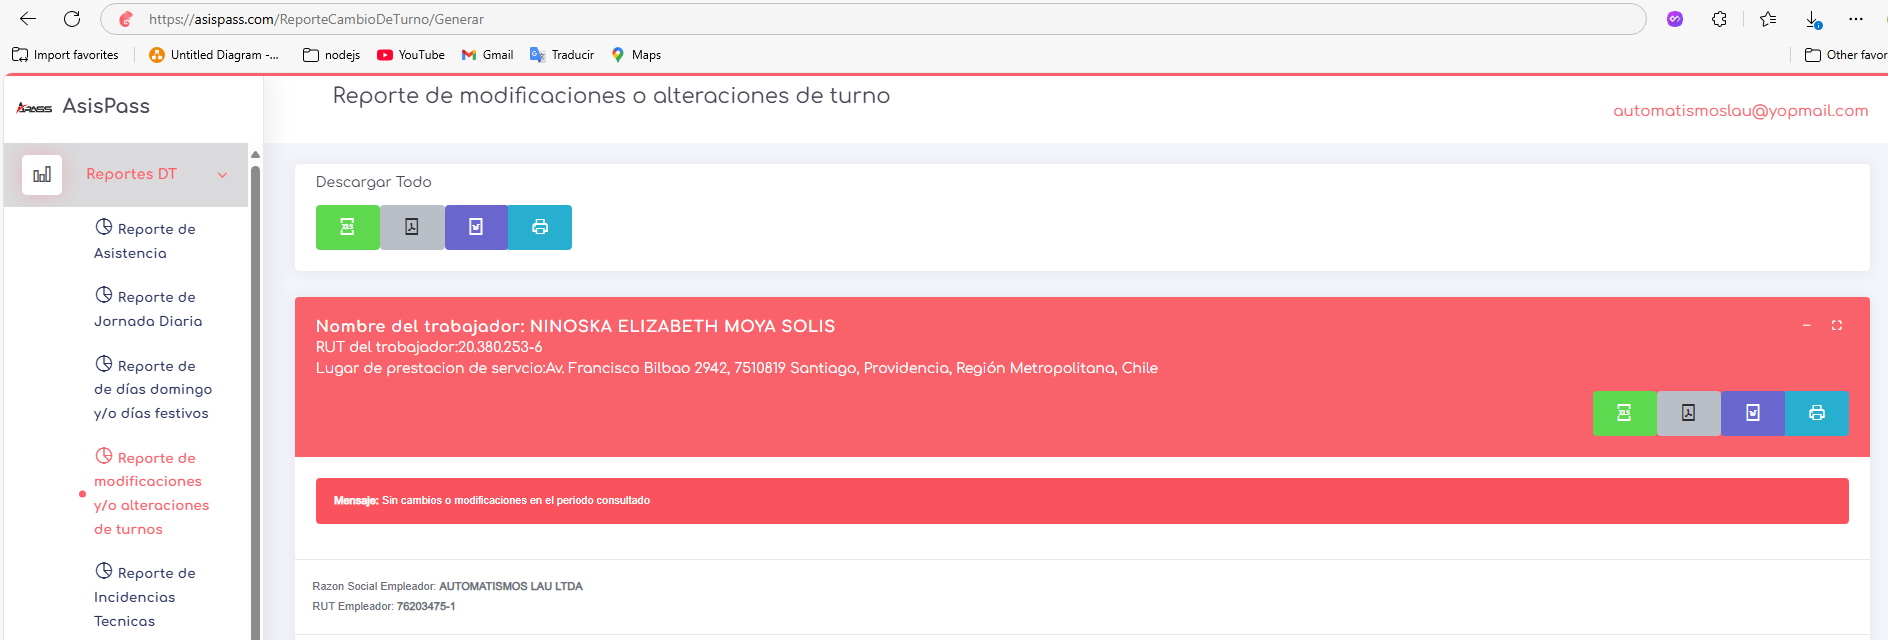 https://asispass.com/ReporteCambioDeTurno/Generar
Import favorites
Untitled Diagram -...
nodejs
YouTube
Gmail
Traducir
Maps
Other favor
AsisPass
Reporte de modificaciones o alteraciones de turno
automatismoslau@yopmail.com
Reportes DT
Reporte de
Asistencia
Reporte de
Jornada Diaria
Reporte de
de días domingo
y/o días festivos
Reporte de
modificaciones
y/o alteraciones
de turnos
Reporte de
Incidencias
Tecnicas
Descargar Todo
XLS
Nombre del trabajador: NINOSKA ELIZABETH MOYA SOLIS
RUT del trabajador:20.380.253-6
Lugar de prestacion de servcio:Av. Francisco Bilbao 2942, 7510819 Santiago, Providencia, Región Metropolitana, Chile
XLS
Mensaje: Sin cambios o modificaciones en el periodo consultado
Razon Social Empleador: AUTOMATISMOS LAU LTDA
RUT Empleador: 76203475-1